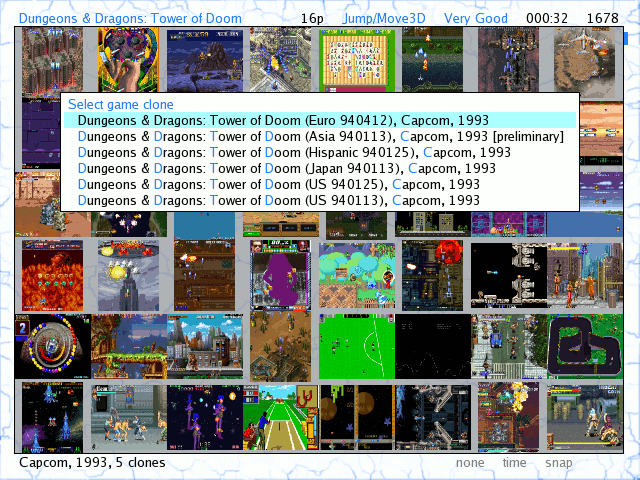 Dungeons & Dragons: Tower of Doom 16p Jump/Move3D Very Good 000:32 1678
Select game clone
Dungeons & Dragons: Tower of Doom (Euro 940412), Capcom, 1993
Dungeons & Dragons: Tower of Doom (Asia 940113), Capcom, 1993 [preliminary]
Dungeons & Dragons: Tower of Doom (Hispanic 940125), Capcom, 1993
Dungeons & Dragons: Tower of Doom (Japan 940113), Capcom, 1993
Dungeons & Dragons: Tower of Doom (US 940125), Capcom, 1993
Dungeons & Dragons: Tower of Doom (US 940113), Capcom, 1993
Capcom, 1993, 5 clones none time snap